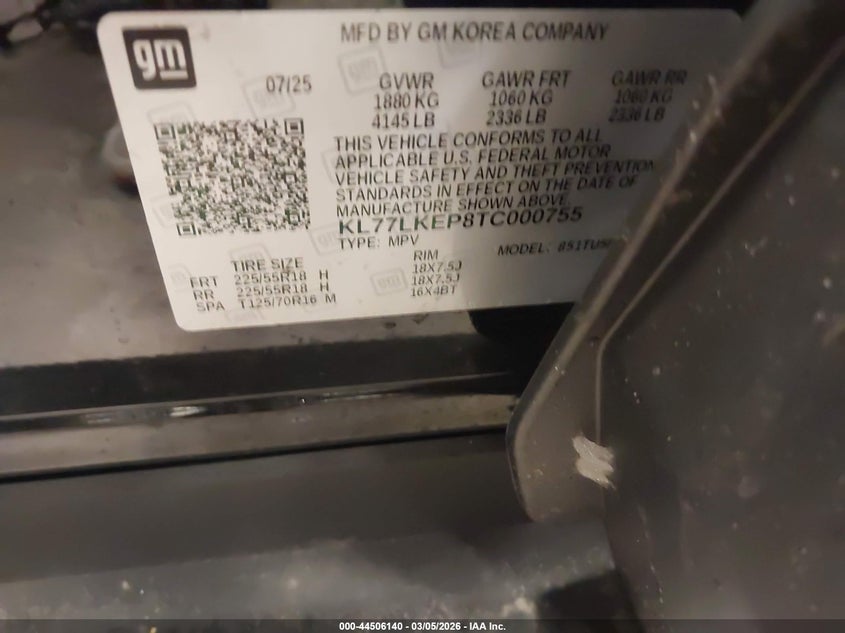 gm
MFD BY GM KOREA COMPANY
07/25
GVWR GAWR FRT GAWR RR
1880 KG 1060 KG 1060 KG
4145 LB 2336 LB 2336 LB
THIS VEHICLE CONFORMS TO ALL
APPLICABLE U.S. FEDERAL MOTOR
VEHICLE SAFETY AND THEFT PREVENTION
STANDARDS IN EFFECT ON THE DATE OF
MANUFACTURE SHOWN ABOVE.
KL77LKEP8TC000755
TYPE: MPV MODEL:
TIRE SIZE RIM
FRT 225/55R18 H 18X7.5J
RR 225/55R18 H 18X7.5J
SPA T125/70R16 M 16X4BT
000-44506140 - 03/05/2026 - IAA Inc.